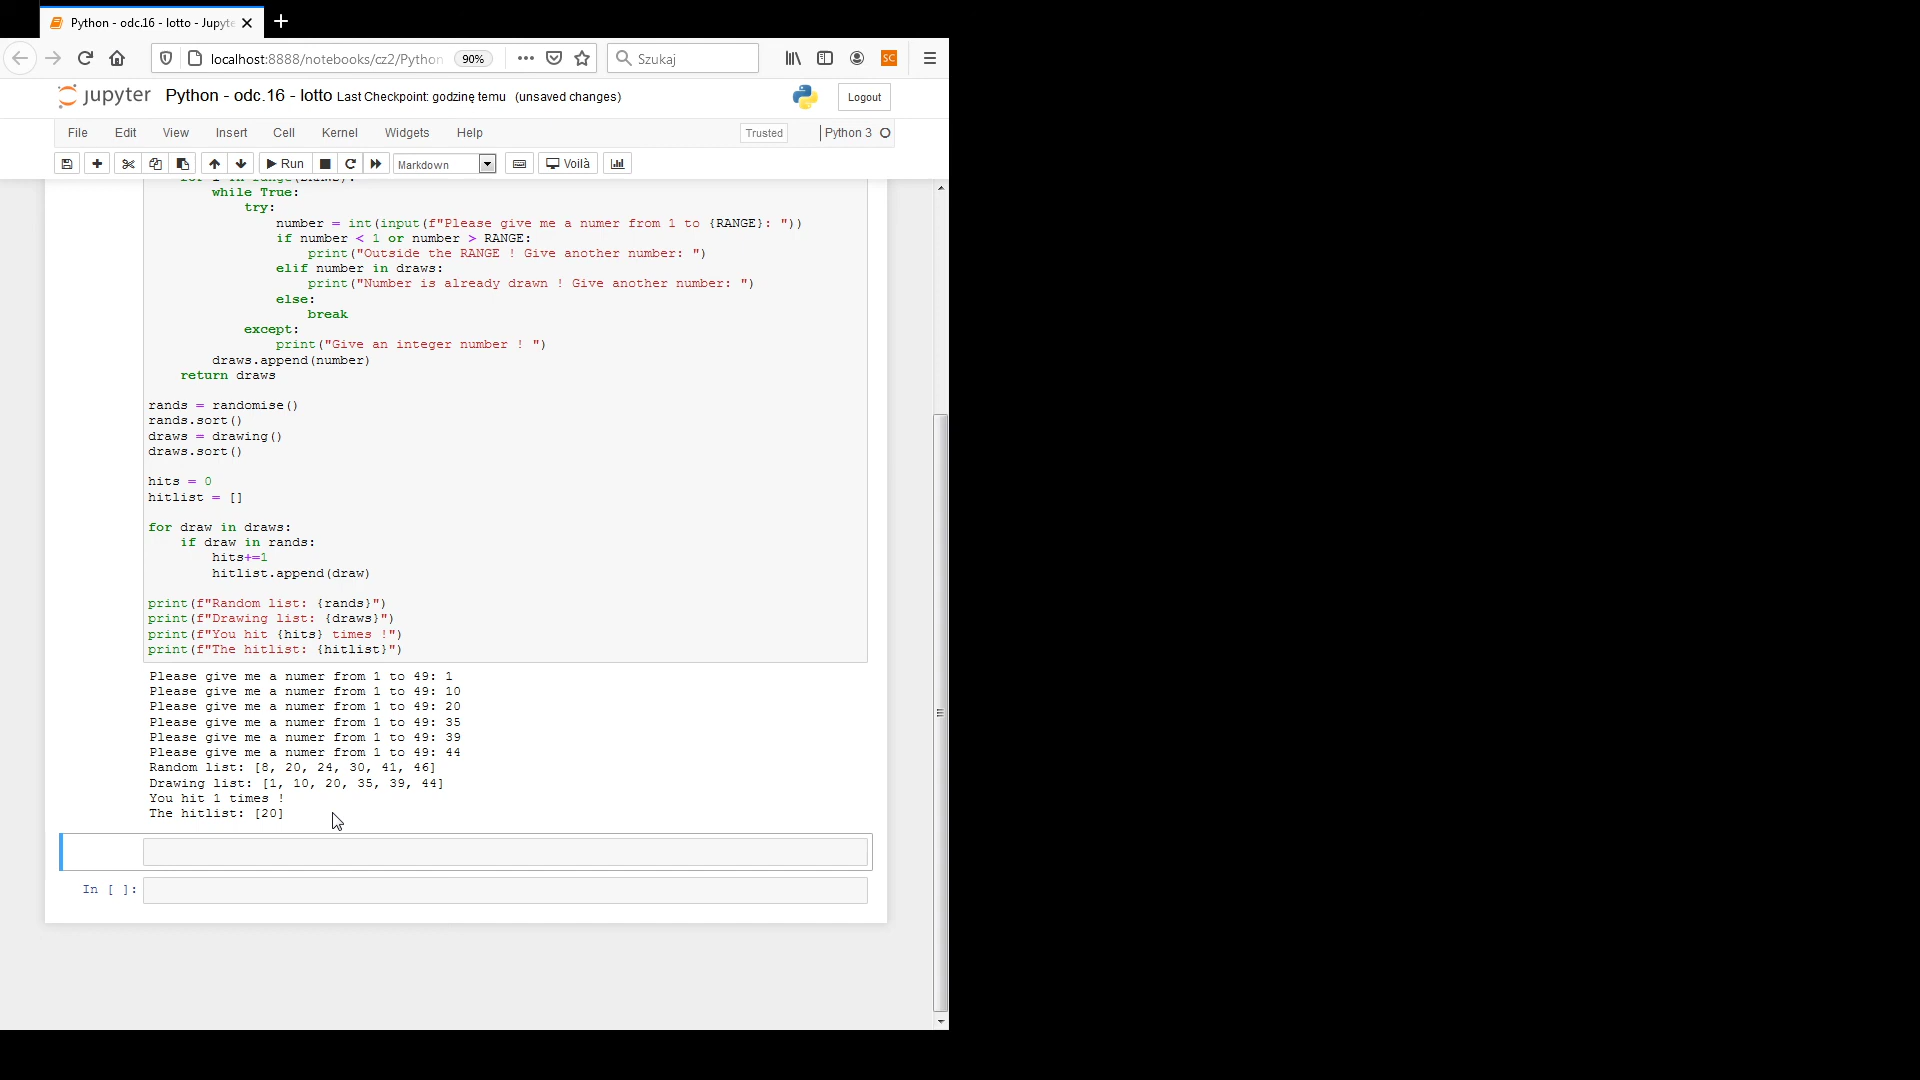 Python - odc.16 - lotto - Jupyte
localhost:8888/notebooks/cz2/Python
90%
Szukaj
SC
jupyter
Python - odc.16 - lotto
Last Checkpoint: godzinę temu
(unsaved changes)
Logout
File
Edit
View
Insert
Cell
Kernel
Widgets
Help
Trusted
Python 3
Run
Markdown
Voilà
while True:
try:
number = int(input(f"Please give me a numer from 1 to {RANGE}: "))
if number < 1 or number > RANGE:
print("Outside the RANGE ! Give another number: ")
elif number in draws:
print("Number is already drawn ! Give another number: ")
else:
break
except:
print("Give an integer number ! ")
draws.append(number)
return draws
rands = randomise()
rands.sort()
draws = drawing()
draws.sort()
hits = 0
hitlist = []
for draw in draws:
if draw in rands:
hits+=1
hitlist.append(draw)
print(f"Random list: {rands}")
print(f"Drawing list: {draws}")
print(f"You hit {hits} times !")
print(f"The hitlist: {hitlist}")
Please give me a numer from 1 to 49: 1
Please give me a numer from 1 to 49: 10
Please give me a numer from 1 to 49: 20
Please give me a numer from 1 to 49: 35
Please give me a numer from 1 to 49: 39
Please give me a numer from 1 to 49: 44
Random list: [8, 20, 24, 30, 41, 46]
Drawing list: [1, 10, 20, 35, 39, 44]
You hit 1 times !
The hitlist: [20]
In [ ]: